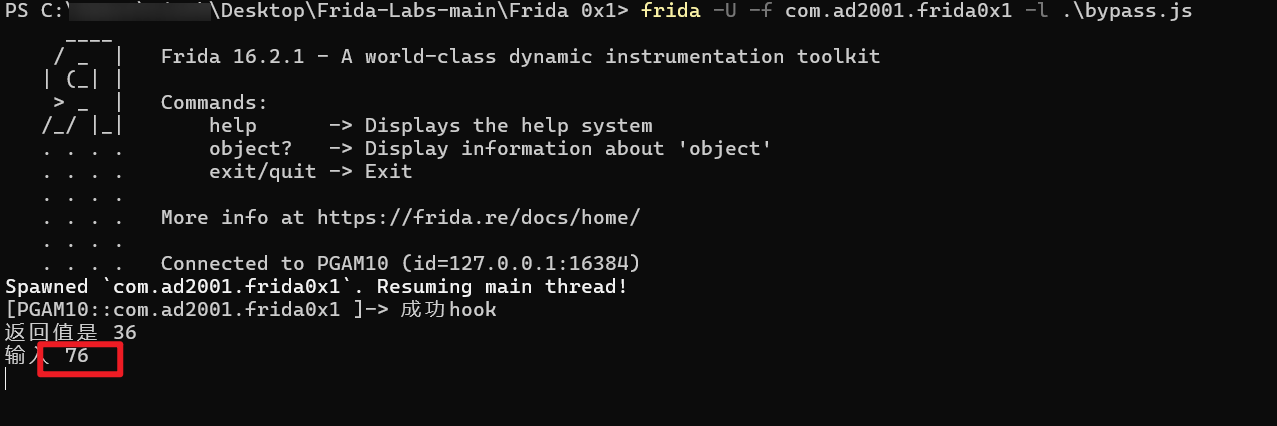 PS C:\ \Desktop\Frida-Labs-main\Frida 0x1> frida -U -f com.ad2001.frida0x1 -l .\bypass.js
____
/ _ | Frida 16.2.1 - A world-class dynamic instrumentation toolkit
| (_| |
> _ | Commands:
/_/ |_| help -> Displays the help system
. . . . object? -> Display information about 'object'
. . . . exit/quit -> Exit
. . . .
. . . . More info at https://frida.re/docs/home/
. . . .
. . . . Connected to PGAM10 (id=127.0.0.1:16384)
Spawned `com.ad2001.frida0x1`. Resuming main thread!
[PGAM10::com.ad2001.frida0x1 ]-> 成功hook
返回值是 36
输入 76